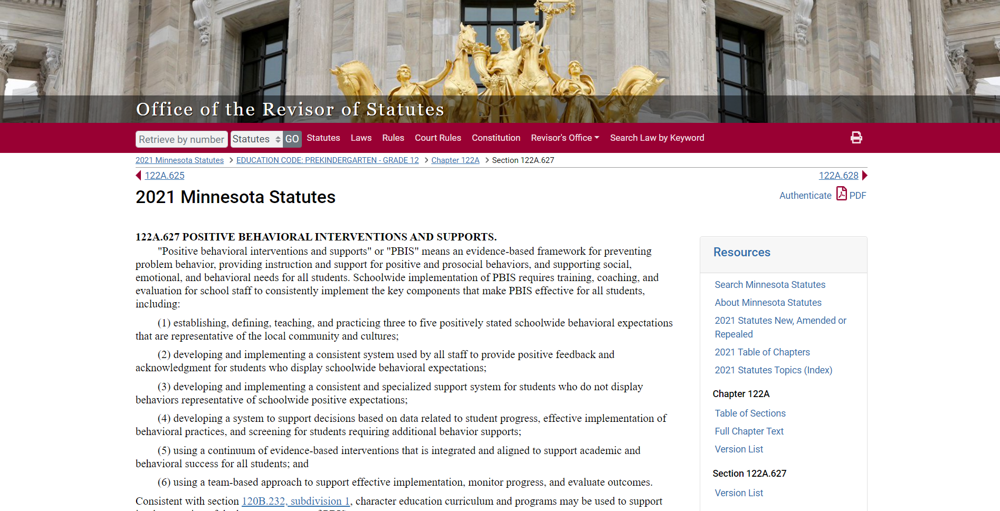 Office of the Revisor of Statutes
Retrieve by number Statutes GO Statutes Laws Rules Court Rules Constitution Revisor's Office Search Law by Keyword
2021 Minnesota Statutes > EDUCATION CODE: PREKINDERGARTEN - GRADE 12 > Chapter 122A > Section 122A.627
122A.625
122A.628
2021 Minnesota Statutes
Authenticate PDF
122A.627 POSITIVE BEHAVIORAL INTERVENTIONS AND SUPPORTS.
"Positive behavioral interventions and supports" or "PBIS" means an evidence-based framework for preventing
problem behavior, providing instruction and support for positive and prosocial behaviors, and supporting social,
emotional, and behavioral needs for all students. Schoolwide implementation of PBIS requires training, coaching, and
evaluation for school staff to consistently implement the key components that make PBIS effective for all students,
including:
(1) establishing, defining, teaching, and practicing three to five positively stated schoolwide behavioral expectations
that are representative of the local community and cultures;
(2) developing and implementing a consistent system used by all staff to provide positive feedback and
acknowledgment for students who display schoolwide behavioral expectations;
(3) developing and implementing a consistent and specialized support system for students who do not display
behaviors representative of schoolwide positive expectations;
(4) developing a system to support decisions based on data related to student progress, effective implementation of
behavioral practices, and screening for students requiring additional behavior supports;
(5) using a continuum of evidence-based interventions that is integrated and aligned to support academic and
behavioral success for all students; and
(6) using a team-based approach to support effective implementation, monitor progress, and evaluate outcomes.
Consistent with section 120B.232, subdivision 1, character education curriculum and programs may be used to support
Resources
Search Minnesota Statutes
About Minnesota Statutes
2021 Statutes New, Amended or
Repealed
2021 Table of Chapters
2021 Statutes Topics (Index)
Chapter 122A
Table of Sections
Full Chapter Text
Version List
Section 122A.627
Version List